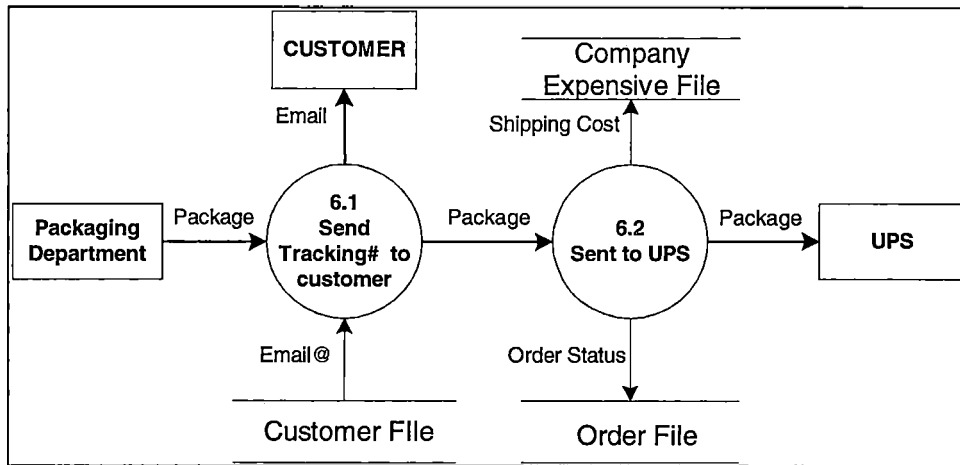 CUSTOMER
Company
Expensive File
Email
Shipping Cost
Packaging
Department
Package
6.1
Send
Tracking# to
customer
Package
6.2
Sent to UPS
Package
UPS
Email@
Order Status
Customer FIle
Order File